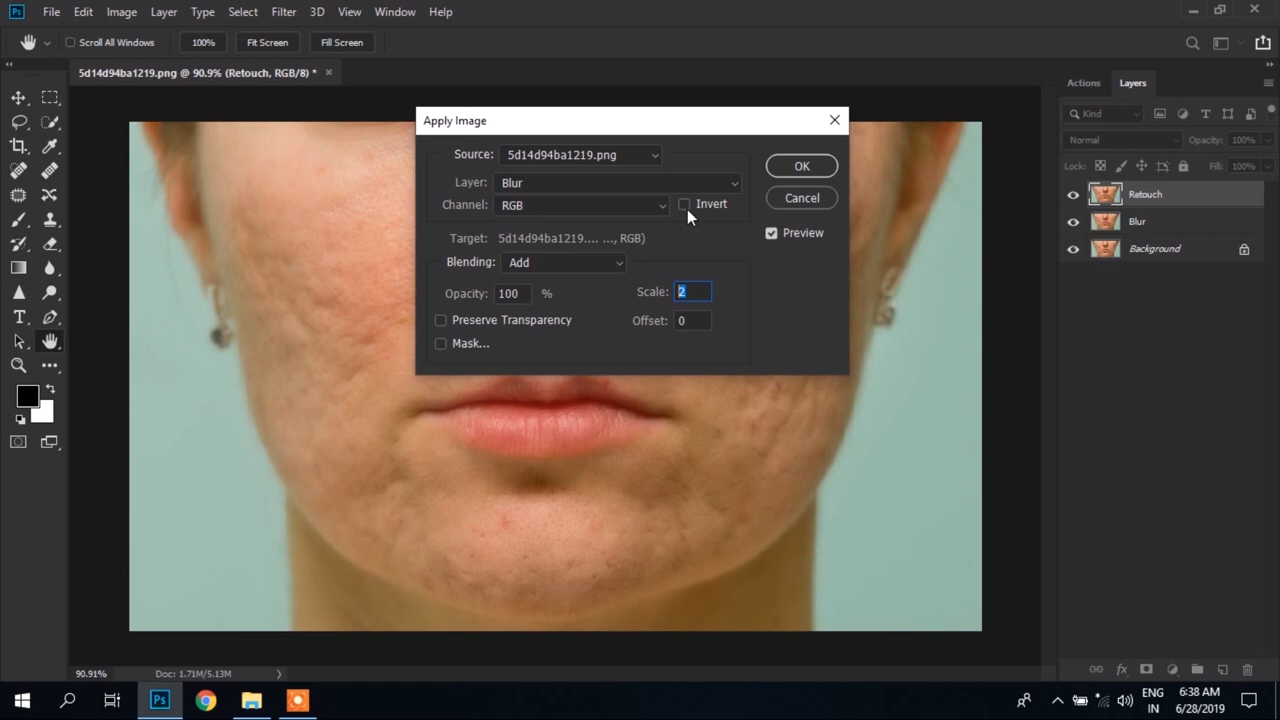 Ps File Edit Image Layer Type Select Filter 3D View Window Help
Scroll All Windows 100% Fit Screen Fill Screen
5d14d94ba1219.png @ 90.9% (Retouch, RGB/8) * ×
Actions Layers
Kind
Normal Opacity: 100%
Lock: Fill: 100%
Retouch
Blur
Background
Apply Image
Source: 5d14d94ba1219.png
Layer: Blur
Channel: RGB Invert
Target: 5d14d94ba1219.... ..., RGB)
Blending: Add
Opacity: 100 % Scale: 2
Preserve Transparency Offset: 0
Mask...
OK
Cancel
Preview
90.91% Doc: 1.71M/5.13M
Ps
ENG
IN
6:38 AM
6/28/2019